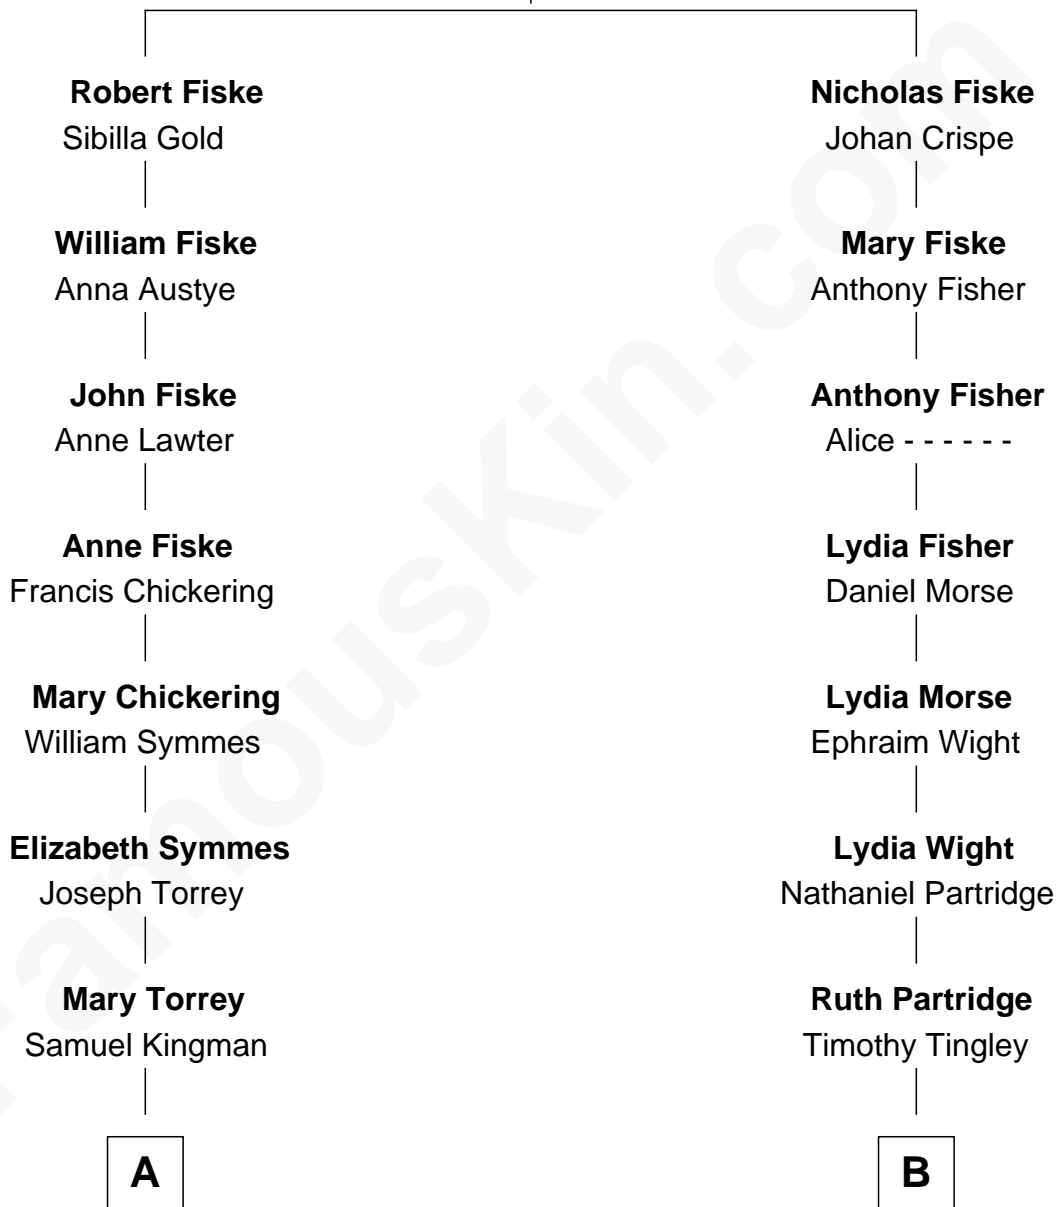 Robert Fiske
Sibilla Gold
William Fiske
Anna Austye
John Fiske
Anne Lawter
Anne Fiske
Francis Chickering
Mary Chickering
William Symmes
Elizabeth Symmes
Joseph Torrey
Mary Torrey
Samuel Kingman
A
Nicholas Fiske
Johan Crispe
Mary Fiske
Anthony Fisher
Anthony Fisher
Alice - - - - - -
Lydia Fisher
Daniel Morse
Lydia Morse
Ephraim Wight
Lydia Wight
Nathaniel Partridge
Ruth Partridge
Timothy Tingley
B
FamousKin.com